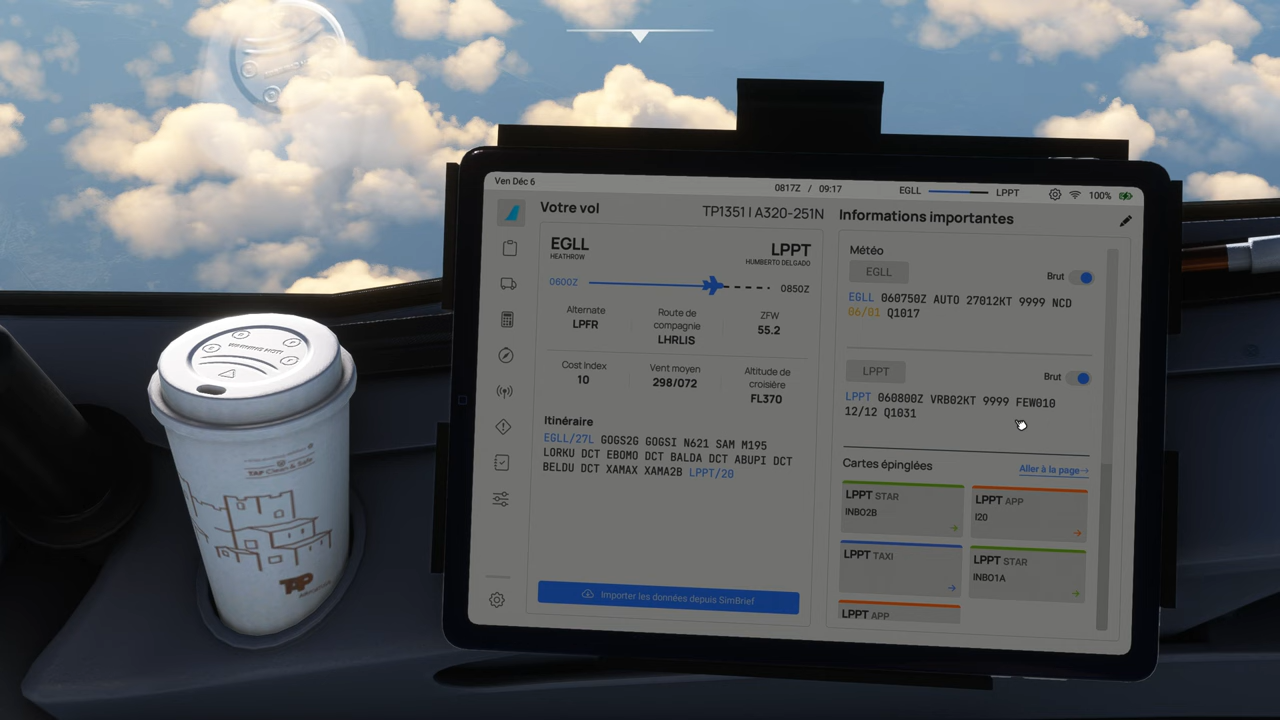 Ven Déc 6
0817Z / 09:17
EGLL
LPPT
100%
Votre vol
TP1351 | A320-251N
EGLL
HEATHROW
LPPT
HUMBERTO DELGADO
0600Z
0850Z
Alternate
LPFR
Route de
compagnie
LHRLIS
ZFW
55.2
Cost Index
10
Vent moyen
298/072
Altitude de
croisière
FL370
Itinéraire
EGLL/27L GOGS2G GOGSI N621 SAM M195
LORKU DCT EBOMO DCT BALDA DCT ABUPI DCT
BELDU DCT XAMAX XAMA2B LPPT/20
Importer les données depuis SimBrief
Informations importantes
Météo
EGLL
Brut
EGLL 060750Z AUTO 27012KT 9999 NCD
06/01 Q1017
LPPT
Brut
LPPT 060800Z VRB02KT 9999 FEW010
12/12 Q1031
Cartes épinglées
Aller à la page→
LPPT STAR
INBO2B
LPPT APP
I20
LPPT TAXI
LPPT STAR
INBO1A
LPPT APP
TAP Clean & Safe
TAP